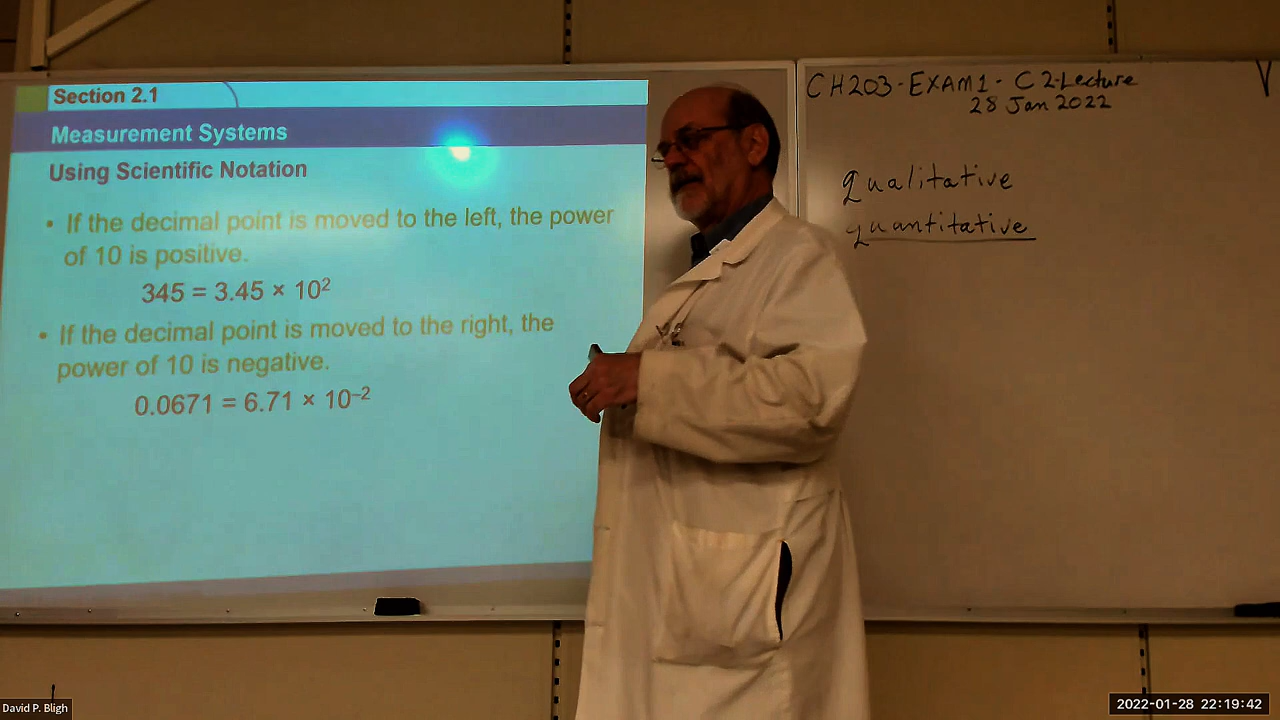 Section 2.1
Measurement Systems
Using Scientific Notation
• If the decimal point is moved to the left, the power
of 10 is positive.
345 = 3.45 × 10²
• If the decimal point is moved to the right, the
power of 10 is negative.
0.0671 = 6.71 × 10⁻²
CH203-EXAM1- C2-Lecture
28 Jan 2022
qualitative
quantitative
David P. Bligh
2022-01-28 22:19:42